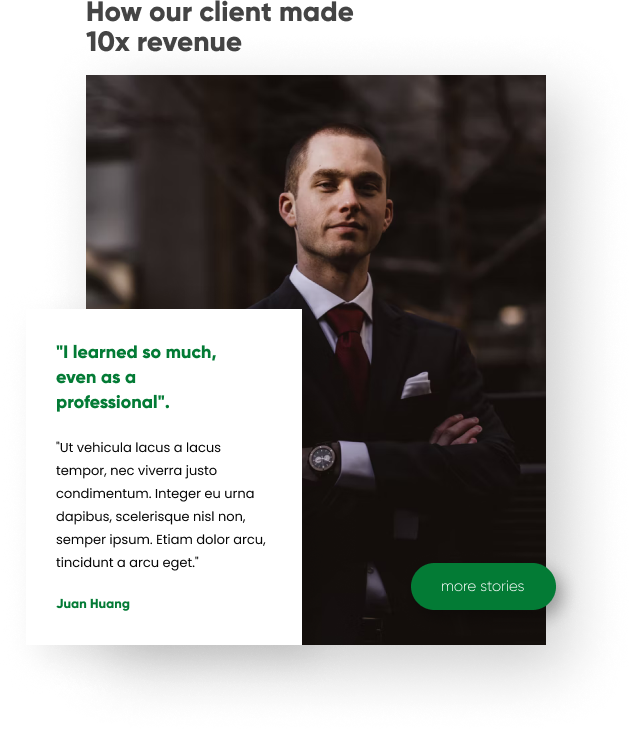 How our client made
10x revenue
"I learned so much,
even as a
professional".
"Ut vehicula lacus a lacus
tempor, nec viverra justo
condimentum. Integer eu urna
dapibus, scelerisque nisl non,
semper ipsum. Etiam dolor arcu,
tincidunt a arcu eget."
Juan Huang
more stories